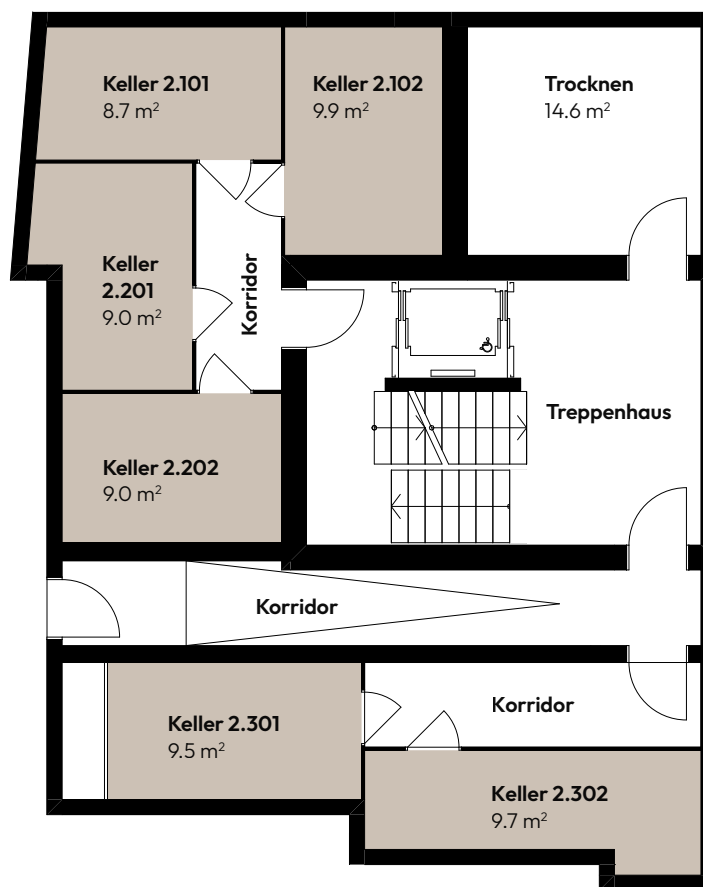 Keller 2.101
8.7 m²
Keller 2.102
9.9 m²
Trocknen
14.6 m²
Keller
2.201
9.0 m²
Korridor
Treppenhaus
Keller 2.202
9.0 m²
Korridor
Keller 2.301
9.5 m²
Korridor
Keller 2.302
9.7 m²